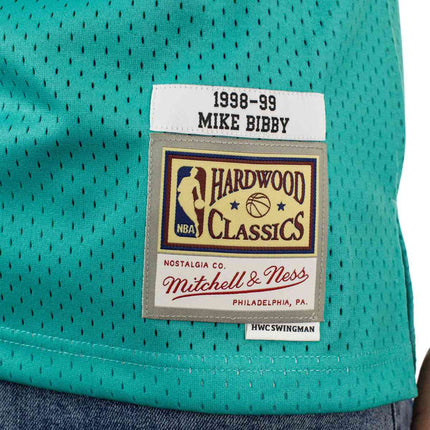 1998-99
MIKE BIBBY
NBA
HARDWOOD
CLASSICS
NOSTALGIA CO.
Mitchell & Ness
PHILADELPHIA, PA.
HWC SWINGMAN